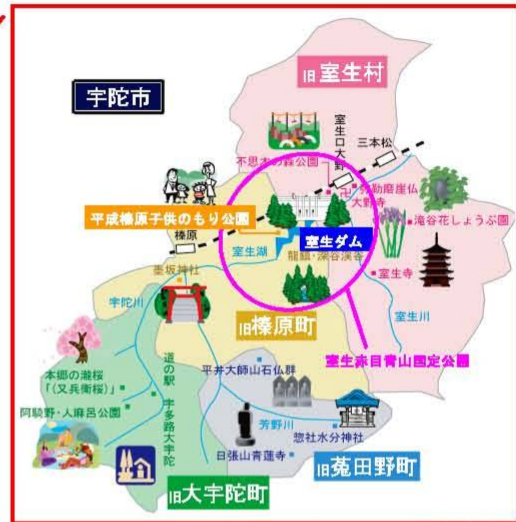 旧室生村
宇陀市
三本松
室生口大野
不思木の森公園
弥勒磨崖仏
大野寺
滝谷花しょうぶ園
平成榛原子供のもり公園
榛原
室生湖
室生ダム
龍鎮・深谷渓谷
室生寺
墨坂神社
宇陀川
室生川
旧榛原町
室生赤目青山国定公園
本郷の瀧桜
「(又兵衛桜)」
道の駅 宇多路大宇陀
平井大師山石仏群
阿騎野・人麻呂公園
芳野川
惣社水分神社
日張山青蓮寺
旧菟田野町
旧大宇陀町